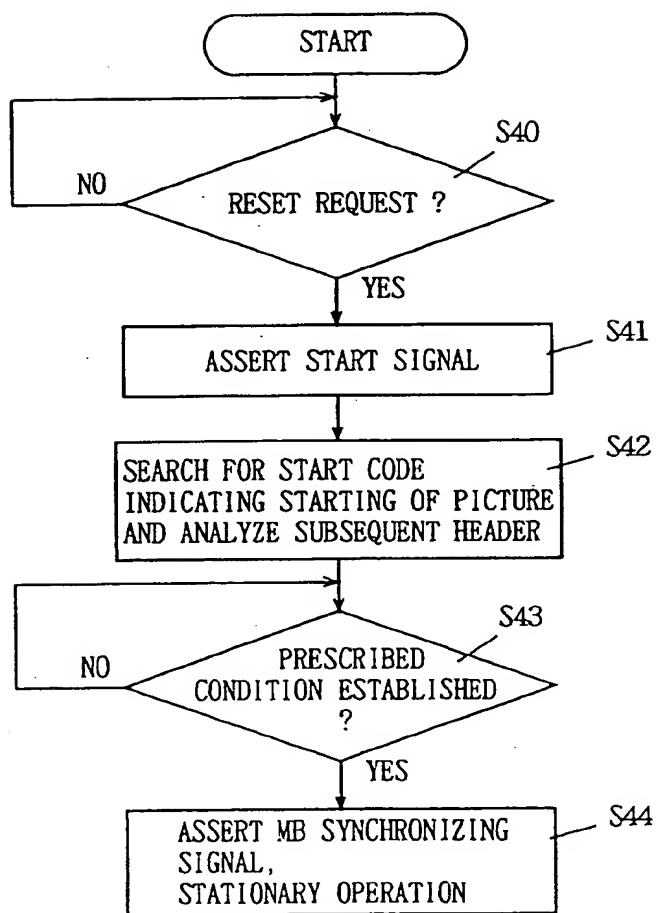 START
S40
NO
RESET REQUEST ?
YES
S41
ASSERT START SIGNAL
S42
SEARCH FOR START CODE
INDICATING STARTING OF PICTURE
AND ANALYZE SUBSEQUENT HEADER
S43
NO
PRESCRIBED
CONDITION ESTABLISHED
?
YES
S44
ASSERT MB SYNCHRONIZING
SIGNAL,
STATIONARY OPERATION